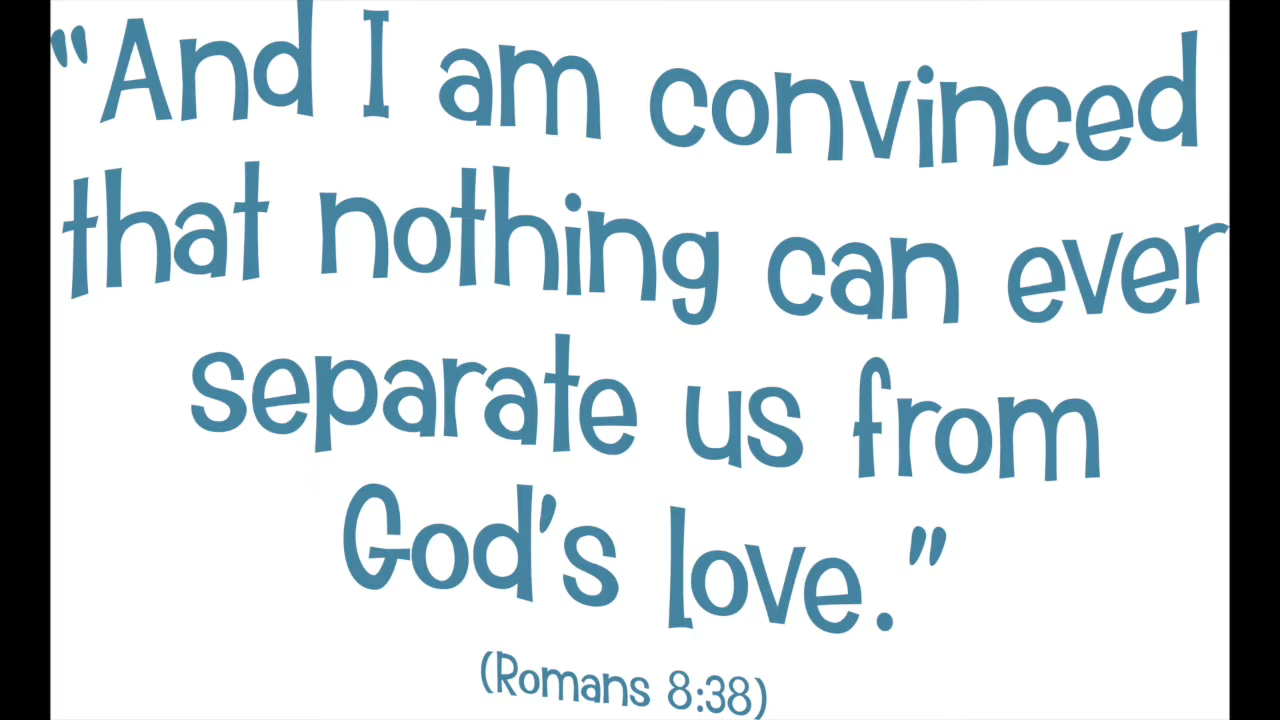 "And I am convinced
that nothing can ever
separate us from
God's love."
(Romans 8:38)